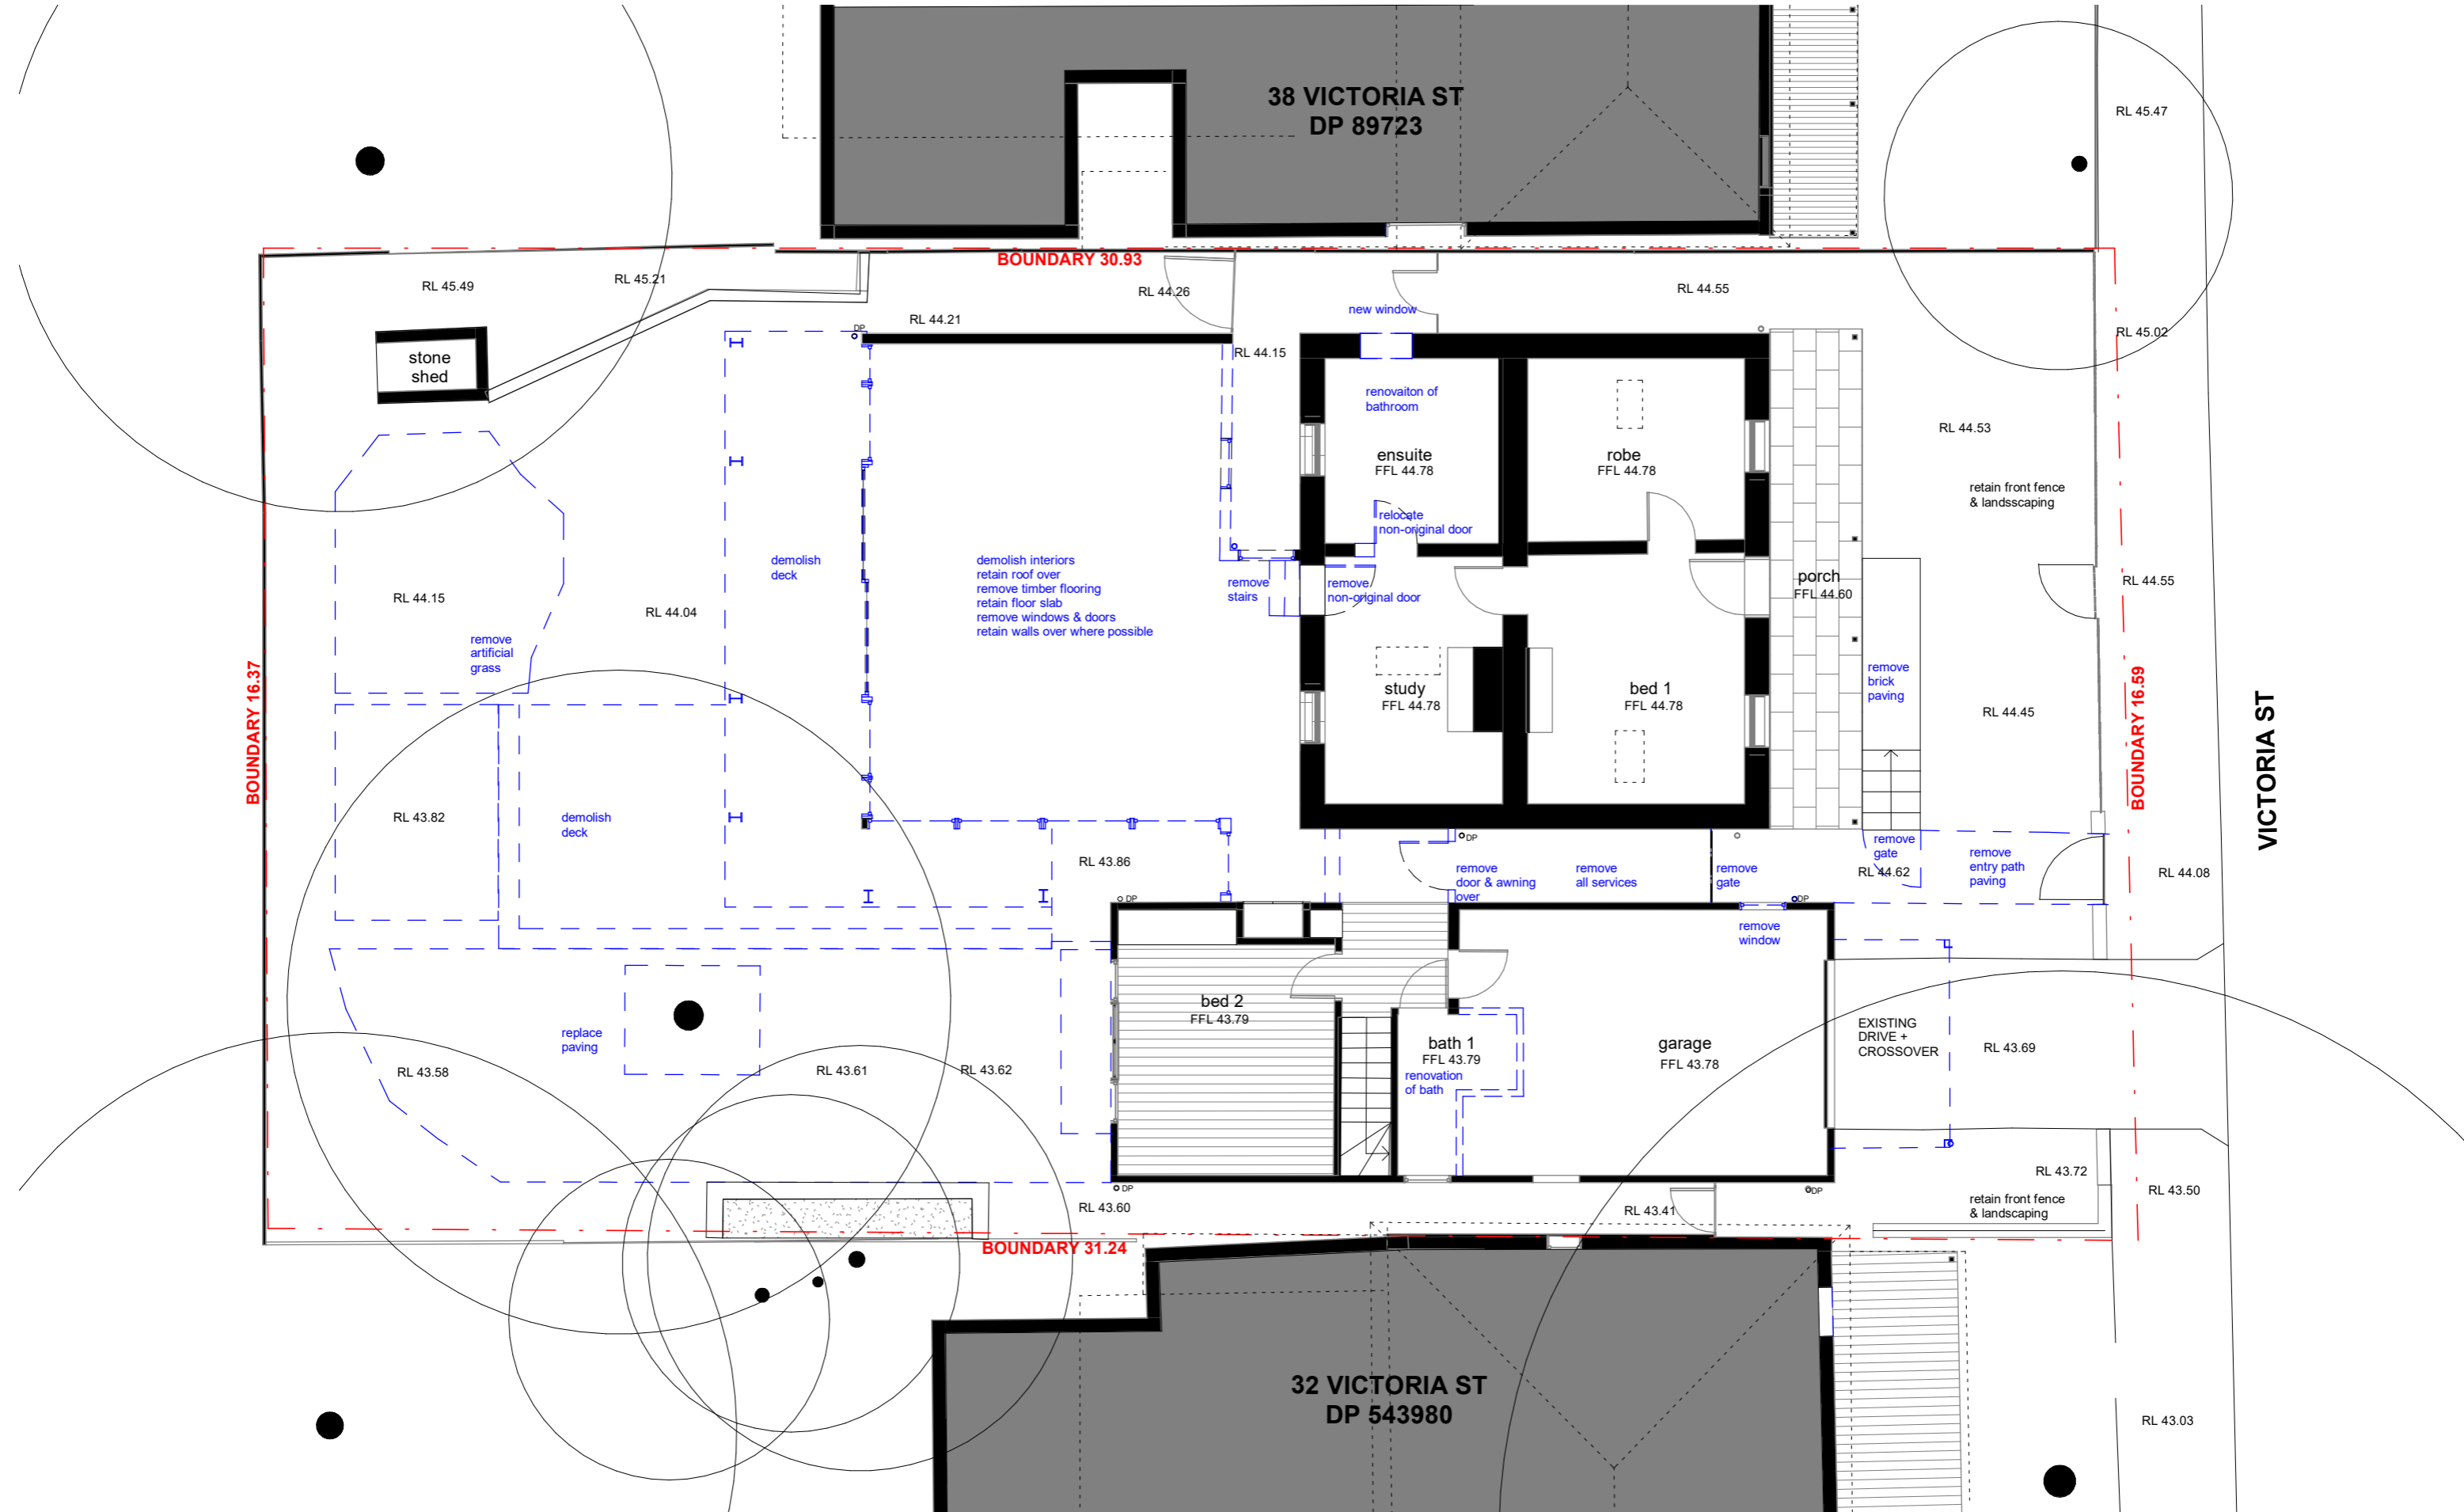 38 VICTORIA ST
DP 89723
RL 45.47
BOUNDARY 30.93
RL 45.49
RL 45.21
RL 44.26
RL 44.55
new window
RL 44.21
DP
RL 45.02
RL 44.15
stone
shed
renovaiton of
bathroom
RL 44.53
ensuite
FFL 44.78
robe
FFL 44.78
retain front fence
& landsscaping
relocate
non-original door
demolish
deck
demolish interiors
retain roof over
remove timber flooring
retain floor slab
remove windows & doors
retain walls over where possible
remove
stairs
remove
non-original door
porch
FFL 44.60
RL 44.55
RL 44.15
RL 44.04
remove
artificial
grass
BOUNDARY 16.37
study
FFL 44.78
bed 1
FFL 44.78
remove
brick
paving
RL 44.45
BOUNDARY 16.59
VICTORIA ST
RL 43.82
demolish
deck
DP
RL 43.86
remove
door & awning
over
remove
all services
remove
gate
remove
gate
RL 44.62
remove
entry path
paving
RL 44.08
DP
DP
remove
window
bed 2
FFL 43.79
replace
paving
bath 1
FFL 43.79
renovation
of bath
garage
FFL 43.78
EXISTING
DRIVE +
CROSSOVER
RL 43.69
RL 43.58
RL 43.61
RL 43.62
RL 43.72
RL 43.50
DP
DP
RL 43.60
RL 43.41
retain front fence
& landscaping
BOUNDARY 31.24
32 VICTORIA ST
DP 543980
RL 43.03